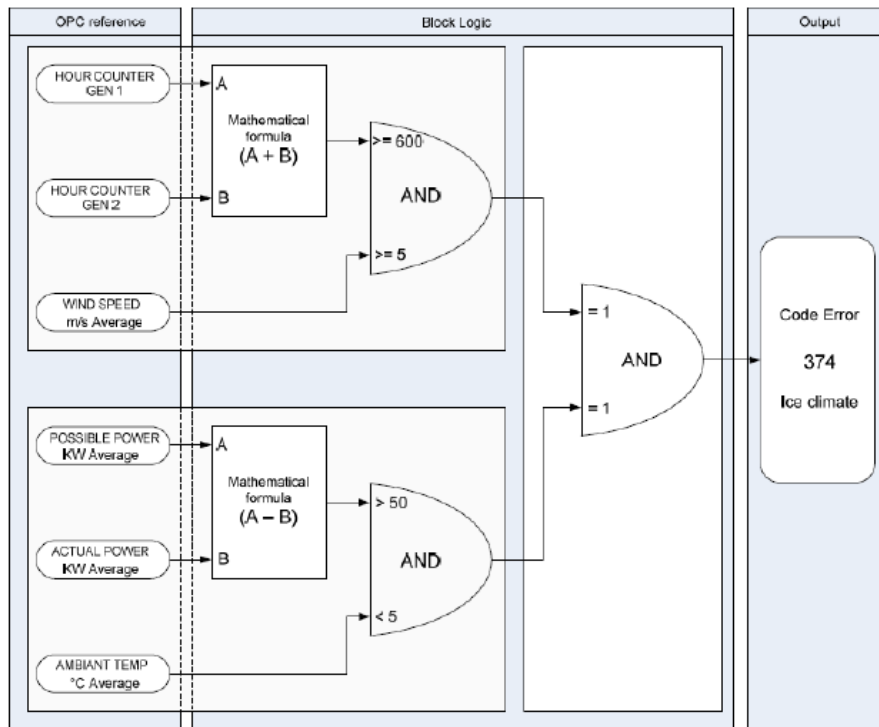 OPC reference
Block Logic
Output
HOUR COUNTER
GEN 1
A
Mathematical
formula
(A + B)
HOUR COUNTER
GEN 2
B
>= 600
AND
>= 5
WIND SPEED
m/s Average
= 1
AND
= 1
Code Error
374
Ice climate
POSSIBLE POWER
KW Average
A
Mathematical
formula
(A – B)
ACTUAL POWER
KW Average
B
> 50
AND
< 5
AMBIANT TEMP
°C Average